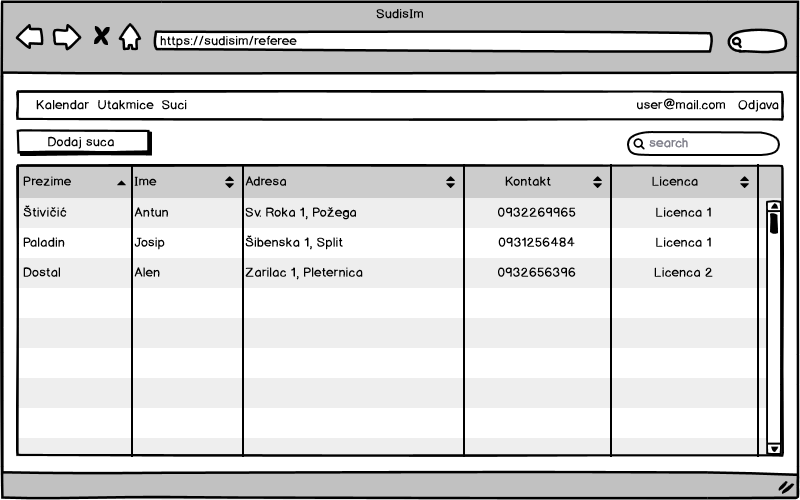 SudisIm
https://sudisim/referee
Kalendar Utakmice Suci user@mail.com Odjava
Dodaj suca search
Prezime Ime Adresa Kontakt Licenca
Štivičić Antun Sv. Roka 1, Požega 0932269965 Licenca 1
Paladin Josip Šibenska 1, Split 0931256484 Licenca 1
Dostal Alen Zarilac 1, Pleternica 0932656396 Licenca 2